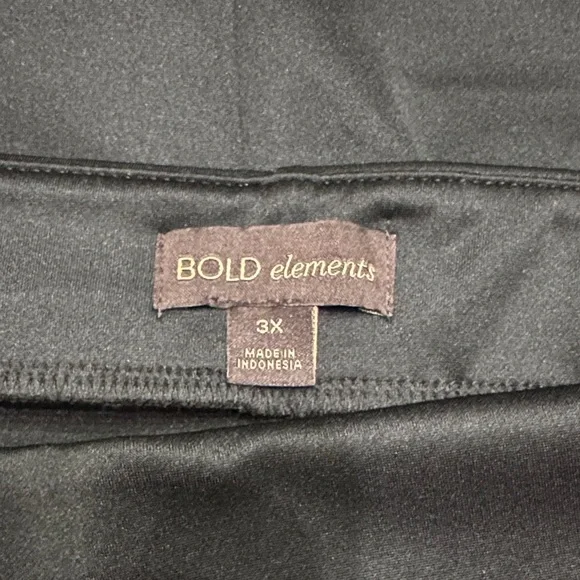 BOLD elements
3X
MADE IN
INDONESIA